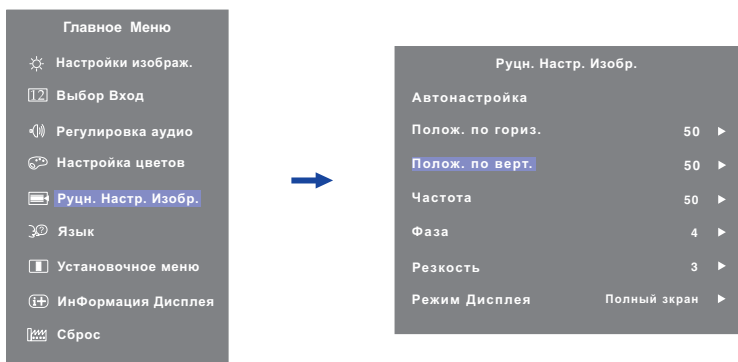 Главное Меню
Настройки изображ.
12 Выбор Вход
Регулировка аудио
Настройка цветов
Руцн. Настр. Изобр.
? Язык
Установочное меню
i+ ИнФормация Дисплея
Сброс
Руцн. Настр. Изобр.
Автонастройка
Полож. по гориз. 50
Полож. по верт. 50
Частота 50
Фаза 4
Резкость 3
Режим Дисплея Полный зкран